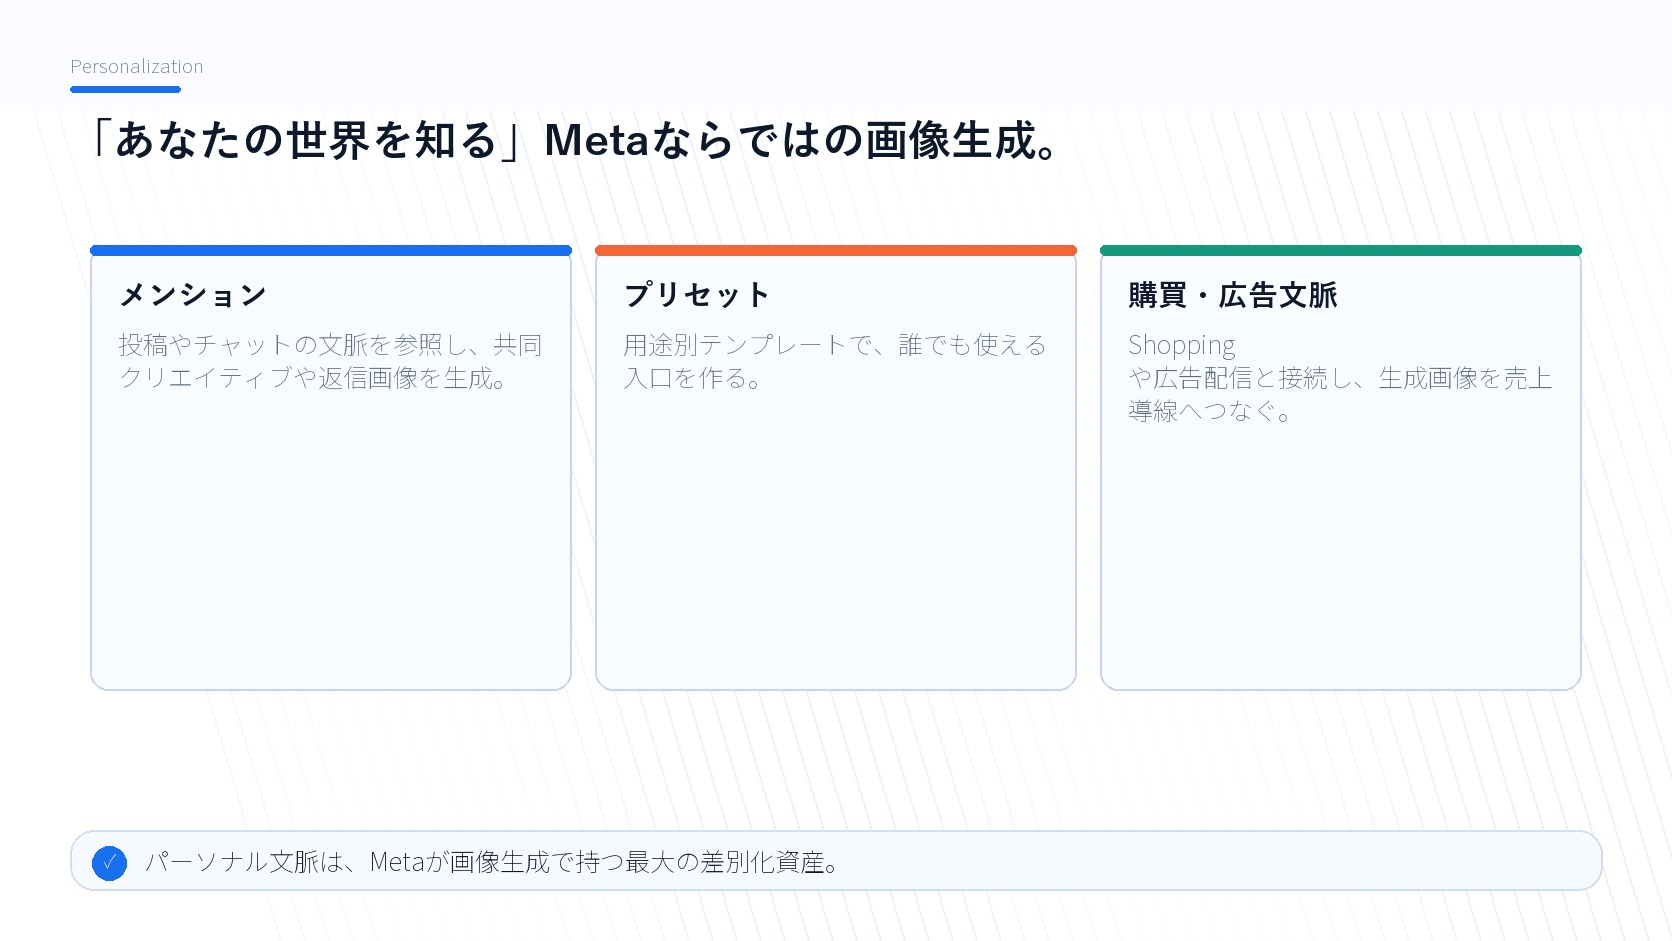 Personalization
「あなたの世界を知る」Metaならではの画像生成。
メンション
投稿やチャットの文脈を参照し、共同
クリエイティブや返信画像を生成。
プリセット
用途別テンプレートで、誰でも使える
入口を作る。
購買・広告文脈
Shopping
や広告配信と接続し、生成画像を売上
導線へつなぐ。
✓ パーソナル文脈は、Metaが画像生成で持つ最大の差別化資産。